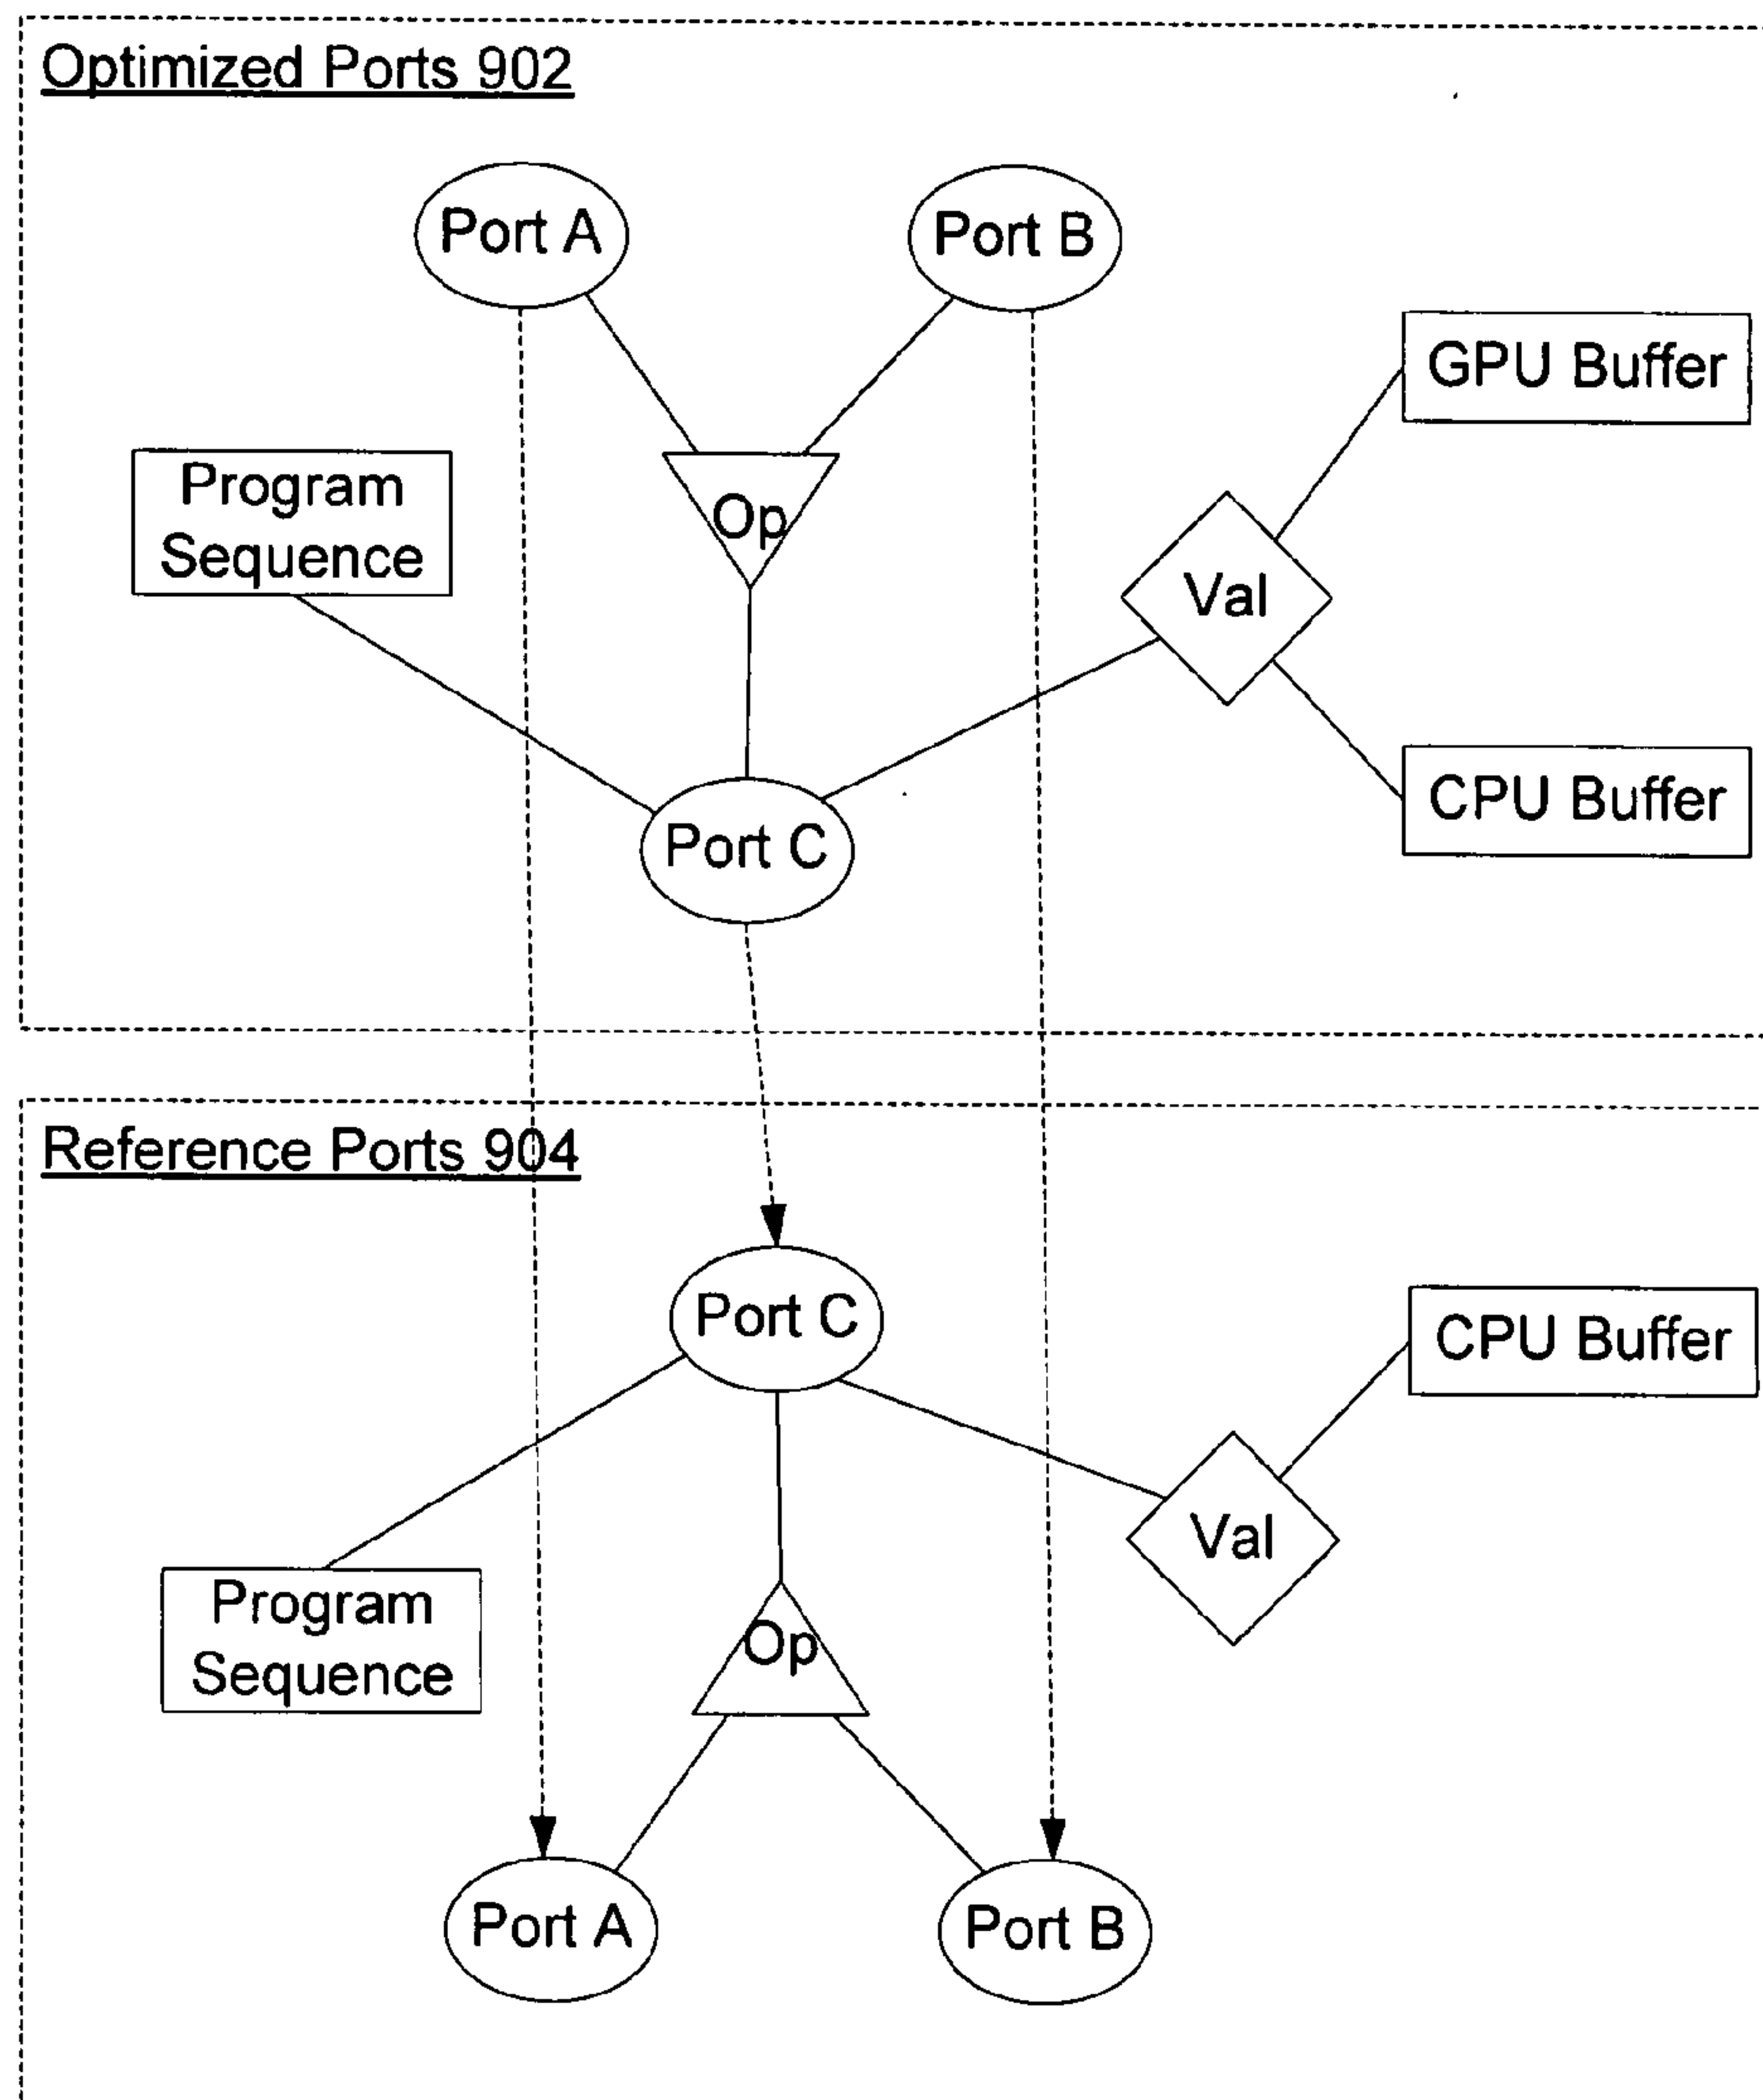 Optimized Ports 902
Port A
Port B
GPU Buffer
Program
Sequence
Op
Val
CPU Buffer
Port C
Reference Ports 904
Port C
CPU Buffer
Val
Program
Sequence
Op
Port A
Port B